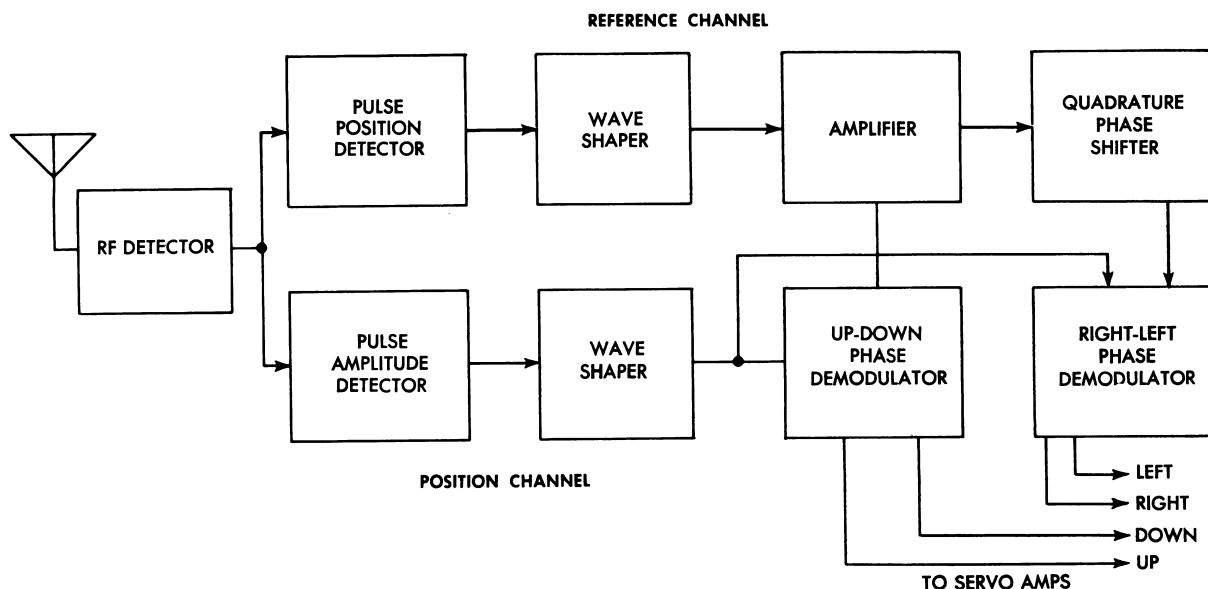 REFERENCE CHANNEL
PULSE
POSITION
DETECTOR
WAVE
SHAPER
AMPLIFIER
QUADRATURE
PHASE
SHIFTER
RF DETECTOR
PULSE
AMPLITUDE
DETECTOR
WAVE
SHAPER
UP-DOWN
PHASE
DEMODULATOR
RIGHT-LEFT
PHASE
DEMODULATOR
POSITION CHANNEL
LEFT
RIGHT
DOWN
UP
TO SERVO AMPS